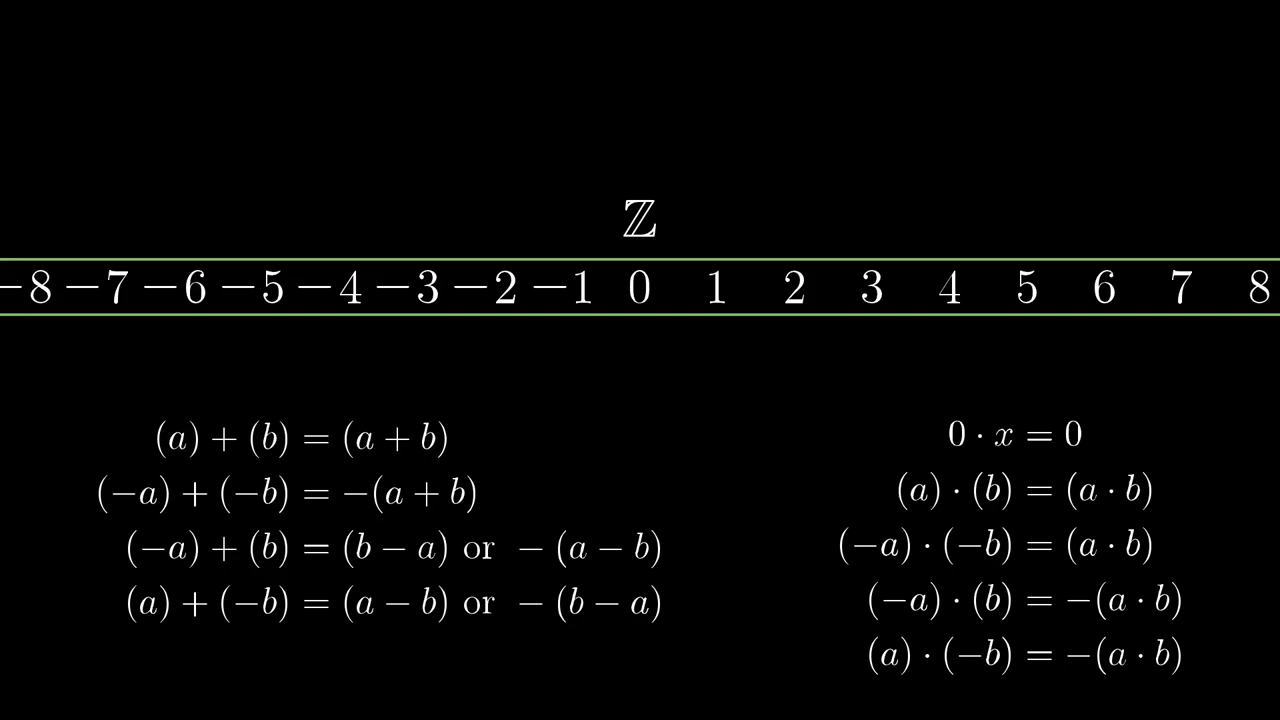 ℤ
−8 −7 −6 −5 −4 −3 −2 −1 0 1 2 3 4 5 6 7 8
(a) + (b) = (a + b)
(−a) + (−b) = −(a + b)
(−a) + (b) = (b − a) or − (a − b)
(a) + (−b) = (a − b) or − (b − a)
0 · x = 0
(a) · (b) = (a · b)
(−a) · (−b) = (a · b)
(−a) · (b) = −(a · b)
(a) · (−b) = −(a · b)